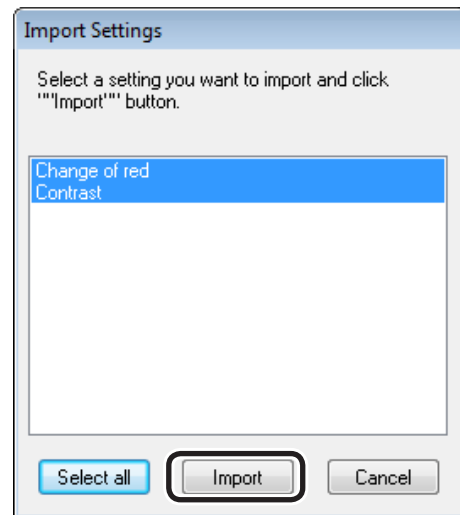 Import Settings
Select a setting you want to import and click
""Import"" button.
Change of red
Contrast
Select all Import Cancel